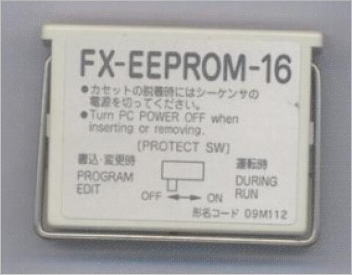 FX-EEPROM-16
●カセットの脱着時にはシーケンサの
電源を切ってください。
●Turn PC POWER OFF when
inserting or removing.
[PROTECT SW]
書込・変更時
PROGRAM
EDIT
OFF ↔ ON
運転時
DURING
RUN
形名コード 09M112